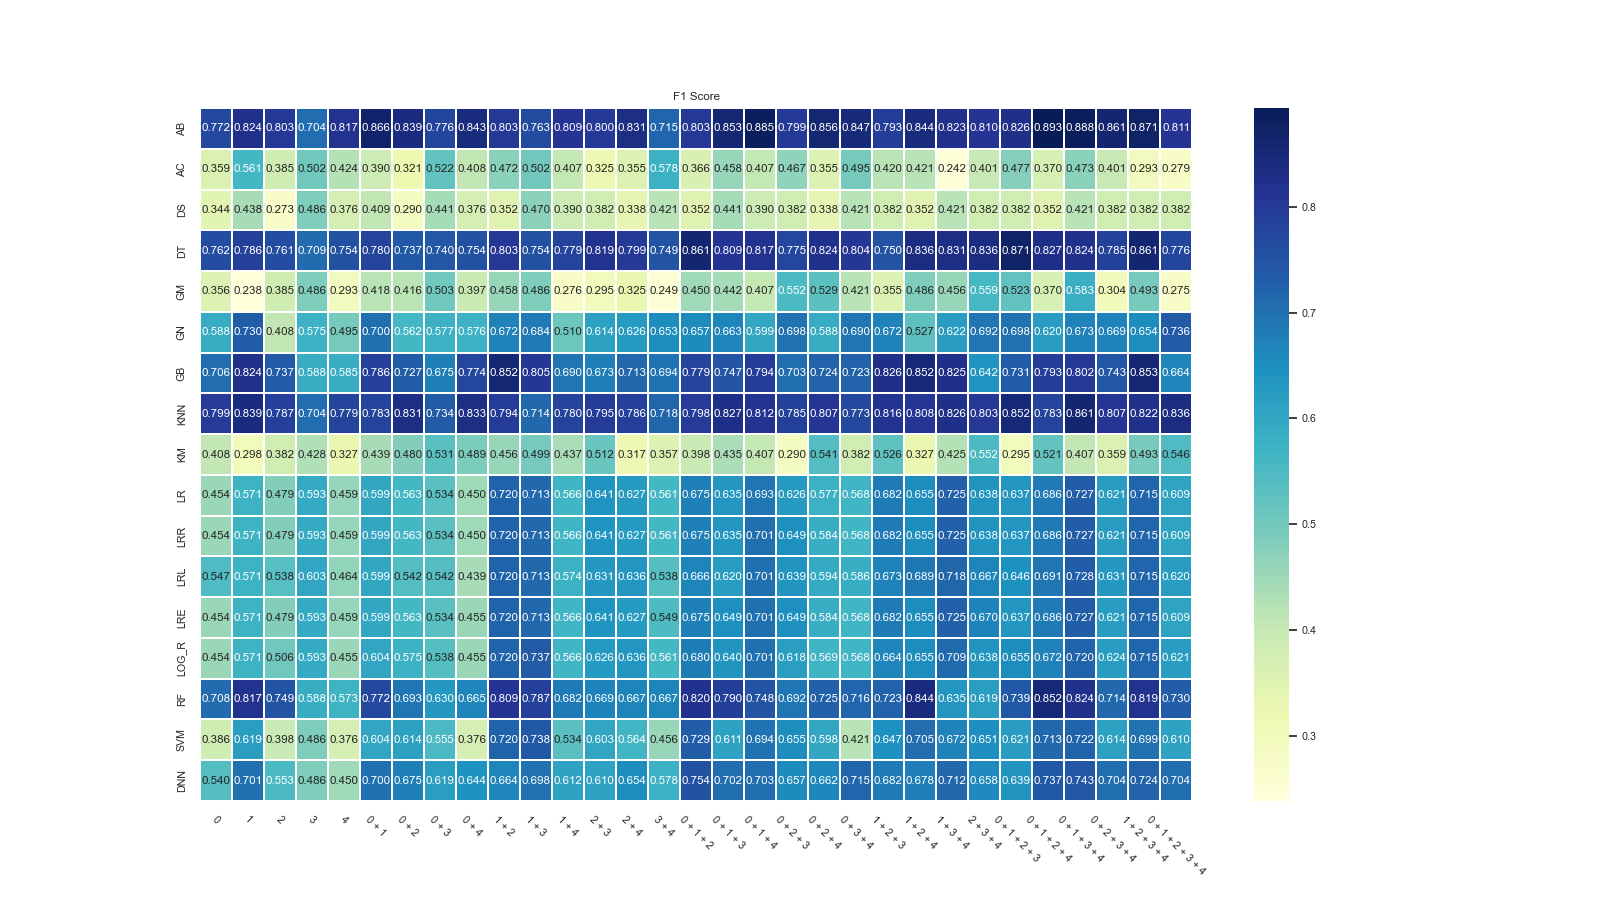 F1 Score
AB 0.772 0.824 0.803 0.704 0.817 0.866 0.839 0.776 0.843 0.803 0.763 0.809 0.800 0.831 0.715 0.803 0.853 0.885 0.799 0.856 0.847 0.793 0.844 0.823 0.810 0.826 0.893 0.888 0.861 0.871 0.811
AC 0.359 0.561 0.385 0.502 0.424 0.390 0.321 0.522 0.408 0.472 0.502 0.407 0.325 0.355 0.578 0.366 0.458 0.407 0.467 0.355 0.495 0.420 0.421 0.242 0.401 0.477 0.370 0.473 0.401 0.293 0.279
DS 0.344 0.438 0.273 0.486 0.376 0.409 0.290 0.441 0.376 0.352 0.470 0.390 0.382 0.338 0.421 0.352 0.441 0.390 0.382 0.338 0.421 0.382 0.352 0.421 0.382 0.382 0.352 0.421 0.382 0.382 0.382
0.8
DT 0.762 0.786 0.761 0.709 0.754 0.780 0.737 0.740 0.754 0.803 0.754 0.779 0.819 0.799 0.749 0.861 0.809 0.817 0.775 0.824 0.804 0.750 0.836 0.831 0.836 0.871 0.827 0.824 0.785 0.861 0.776
GM 0.356 0.238 0.385 0.486 0.293 0.418 0.416 0.503 0.397 0.458 0.486 0.276 0.295 0.325 0.249 0.450 0.442 0.407 0.552 0.529 0.421 0.355 0.486 0.456 0.559 0.523 0.370 0.583 0.304 0.493 0.275
0.7
GN 0.588 0.730 0.408 0.575 0.495 0.700 0.562 0.577 0.576 0.672 0.684 0.510 0.614 0.626 0.653 0.657 0.663 0.599 0.698 0.588 0.690 0.672 0.527 0.622 0.692 0.698 0.620 0.673 0.669 0.654 0.736
GB 0.706 0.824 0.737 0.588 0.585 0.786 0.727 0.675 0.774 0.852 0.805 0.690 0.673 0.713 0.694 0.779 0.747 0.794 0.703 0.724 0.723 0.826 0.852 0.825 0.642 0.731 0.793 0.802 0.743 0.853 0.664
KNN 0.799 0.839 0.787 0.704 0.779 0.783 0.831 0.734 0.833 0.794 0.714 0.780 0.795 0.786 0.718 0.798 0.827 0.812 0.785 0.807 0.773 0.816 0.808 0.826 0.803 0.852 0.783 0.861 0.807 0.822 0.836
0.6
KM 0.408 0.298 0.382 0.428 0.327 0.439 0.480 0.531 0.489 0.456 0.499 0.437 0.512 0.317 0.357 0.398 0.435 0.407 0.290 0.541 0.382 0.526 0.327 0.425 0.552 0.295 0.521 0.407 0.359 0.493 0.546
LR 0.454 0.571 0.479 0.593 0.459 0.599 0.563 0.534 0.450 0.720 0.713 0.566 0.641 0.627 0.561 0.675 0.635 0.693 0.626 0.577 0.568 0.682 0.655 0.725 0.638 0.637 0.686 0.727 0.621 0.715 0.609
0.5
LRR 0.454 0.571 0.479 0.593 0.459 0.599 0.563 0.534 0.450 0.720 0.713 0.566 0.641 0.627 0.561 0.675 0.635 0.701 0.649 0.584 0.568 0.682 0.655 0.725 0.638 0.637 0.686 0.727 0.621 0.715 0.609
LRL 0.547 0.571 0.538 0.603 0.464 0.599 0.542 0.542 0.439 0.720 0.713 0.574 0.631 0.636 0.538 0.666 0.620 0.701 0.639 0.594 0.586 0.673 0.689 0.718 0.667 0.646 0.691 0.728 0.631 0.715 0.620
LRE 0.454 0.571 0.479 0.593 0.459 0.599 0.563 0.534 0.455 0.720 0.713 0.566 0.641 0.627 0.549 0.675 0.649 0.701 0.649 0.584 0.568 0.682 0.655 0.725 0.670 0.637 0.686 0.727 0.621 0.715 0.609
0.4
LOG_R 0.454 0.571 0.506 0.593 0.455 0.604 0.575 0.538 0.455 0.720 0.737 0.566 0.626 0.636 0.561 0.680 0.640 0.701 0.618 0.569 0.568 0.664 0.655 0.709 0.638 0.655 0.672 0.720 0.624 0.715 0.621
RF 0.708 0.817 0.749 0.588 0.573 0.772 0.693 0.630 0.665 0.809 0.787 0.682 0.669 0.667 0.667 0.820 0.790 0.748 0.692 0.725 0.716 0.723 0.844 0.635 0.619 0.739 0.852 0.824 0.714 0.819 0.730
SVM 0.386 0.619 0.398 0.486 0.376 0.604 0.614 0.555 0.376 0.720 0.738 0.534 0.603 0.564 0.456 0.729 0.611 0.694 0.655 0.598 0.421 0.647 0.705 0.672 0.651 0.621 0.713 0.722 0.614 0.699 0.610
0.3
DNN 0.540 0.701 0.553 0.486 0.450 0.700 0.675 0.619 0.644 0.664 0.698 0.612 0.610 0.654 0.578 0.754 0.702 0.703 0.657 0.662 0.715 0.682 0.678 0.712 0.658 0.639 0.737 0.743 0.704 0.724 0.704
0
1
2
3
4
0 + 1
0 + 2
0 + 3
0 + 4
1 + 2
1 + 3
1 + 4
2 + 3
2 + 4
3 + 4
0 + 1 + 2
0 + 1 + 3
0 + 1 + 4
0 + 2 + 3
0 + 2 + 4
0 + 3 + 4
1 + 2 + 3
1 + 2 + 4
1 + 3 + 4
2 + 3 + 4
0 + 1 + 2 + 3
0 + 1 + 2 + 4
0 + 1 + 3 + 4
0 + 2 + 3 + 4
1 + 2 + 3 + 4
0 + 1 + 2 + 3 + 4